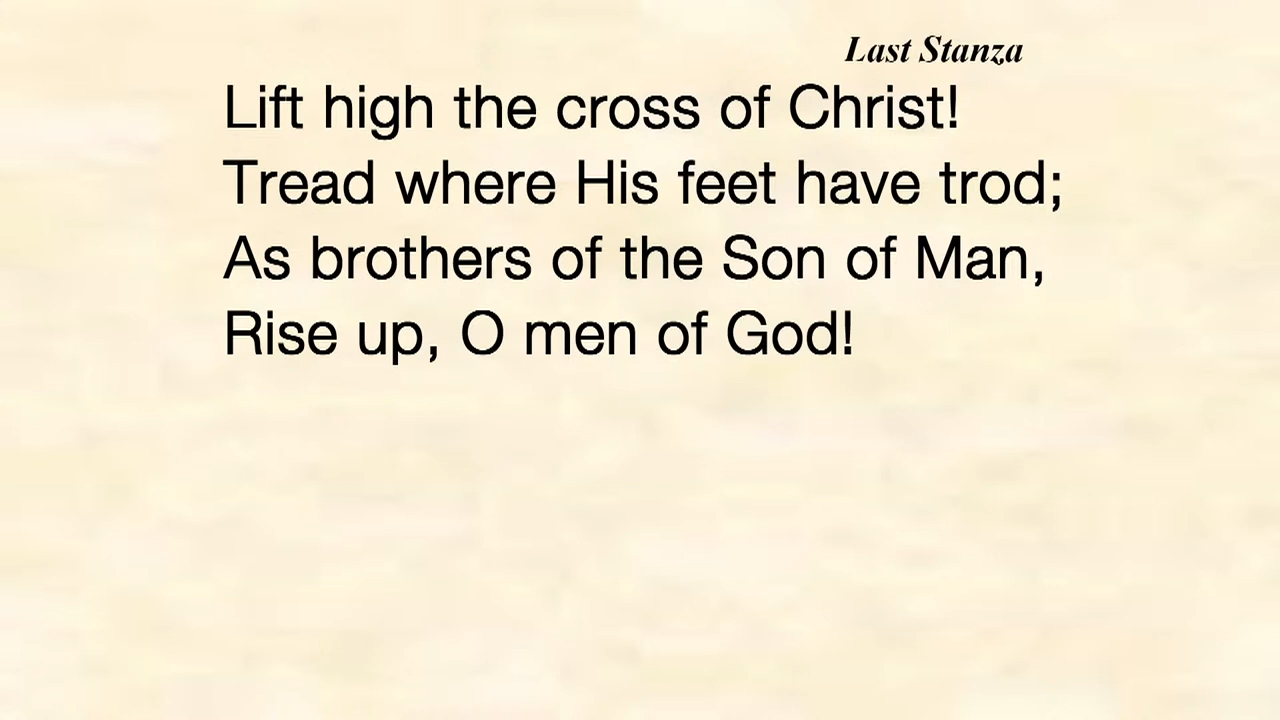 Last Stanza
Lift high the cross of Christ!
Tread where His feet have trod;
As brothers of the Son of Man,
Rise up, O men of God!